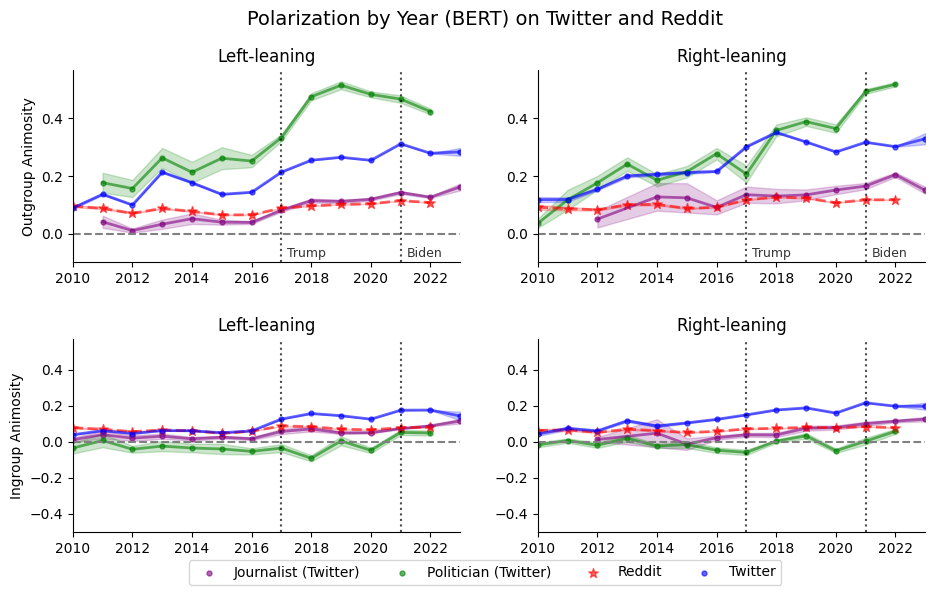 Polarization by Year (BERT) on Twitter and Reddit
Left-leaning
Right-leaning
Outgroup Animosity
0.4
0.2
0.0
Trump
Biden
2010 2012 2014 2016 2018 2020 2022
0.4
0.2
0.0
Trump
Biden
2010 2012 2014 2016 2018 2020 2022
Left-leaning
Right-leaning
Ingroup Animosity
0.4
0.2
0.0
−0.2
−0.4
2010 2012 2014 2016 2018 2020 2022
0.4
0.2
0.0
−0.2
−0.4
2010 2012 2014 2016 2018 2020 2022
Journalist (Twitter) Politician (Twitter) Reddit Twitter